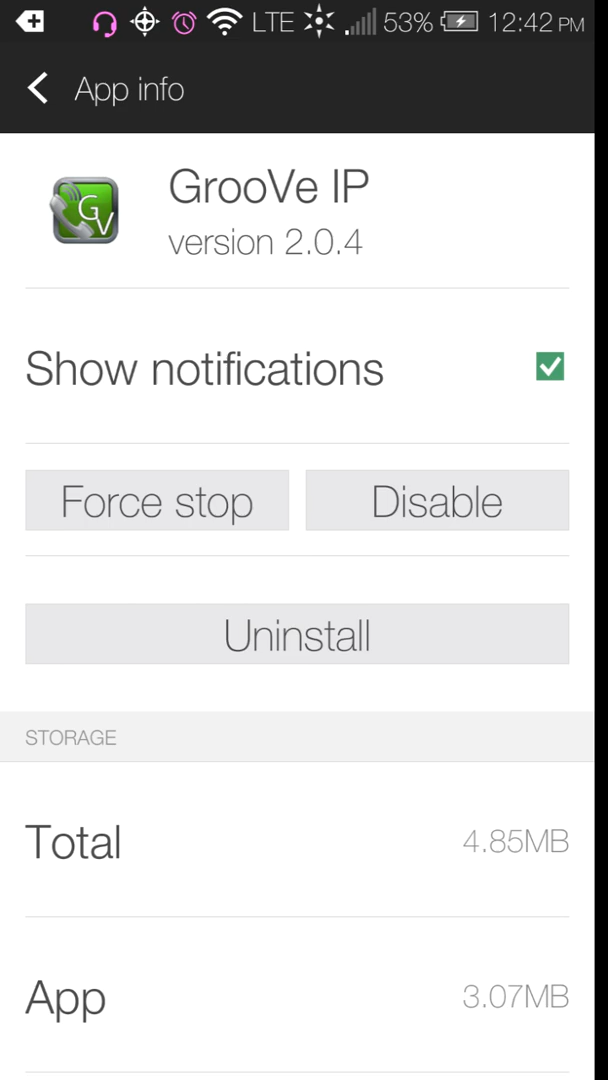 LTE 53% 12:42 PM
App info
GV
GrooVe IP
version 2.0.4
Show notifications
Force stop Disable
Uninstall
STORAGE
Total 4.85MB
App 3.07MB